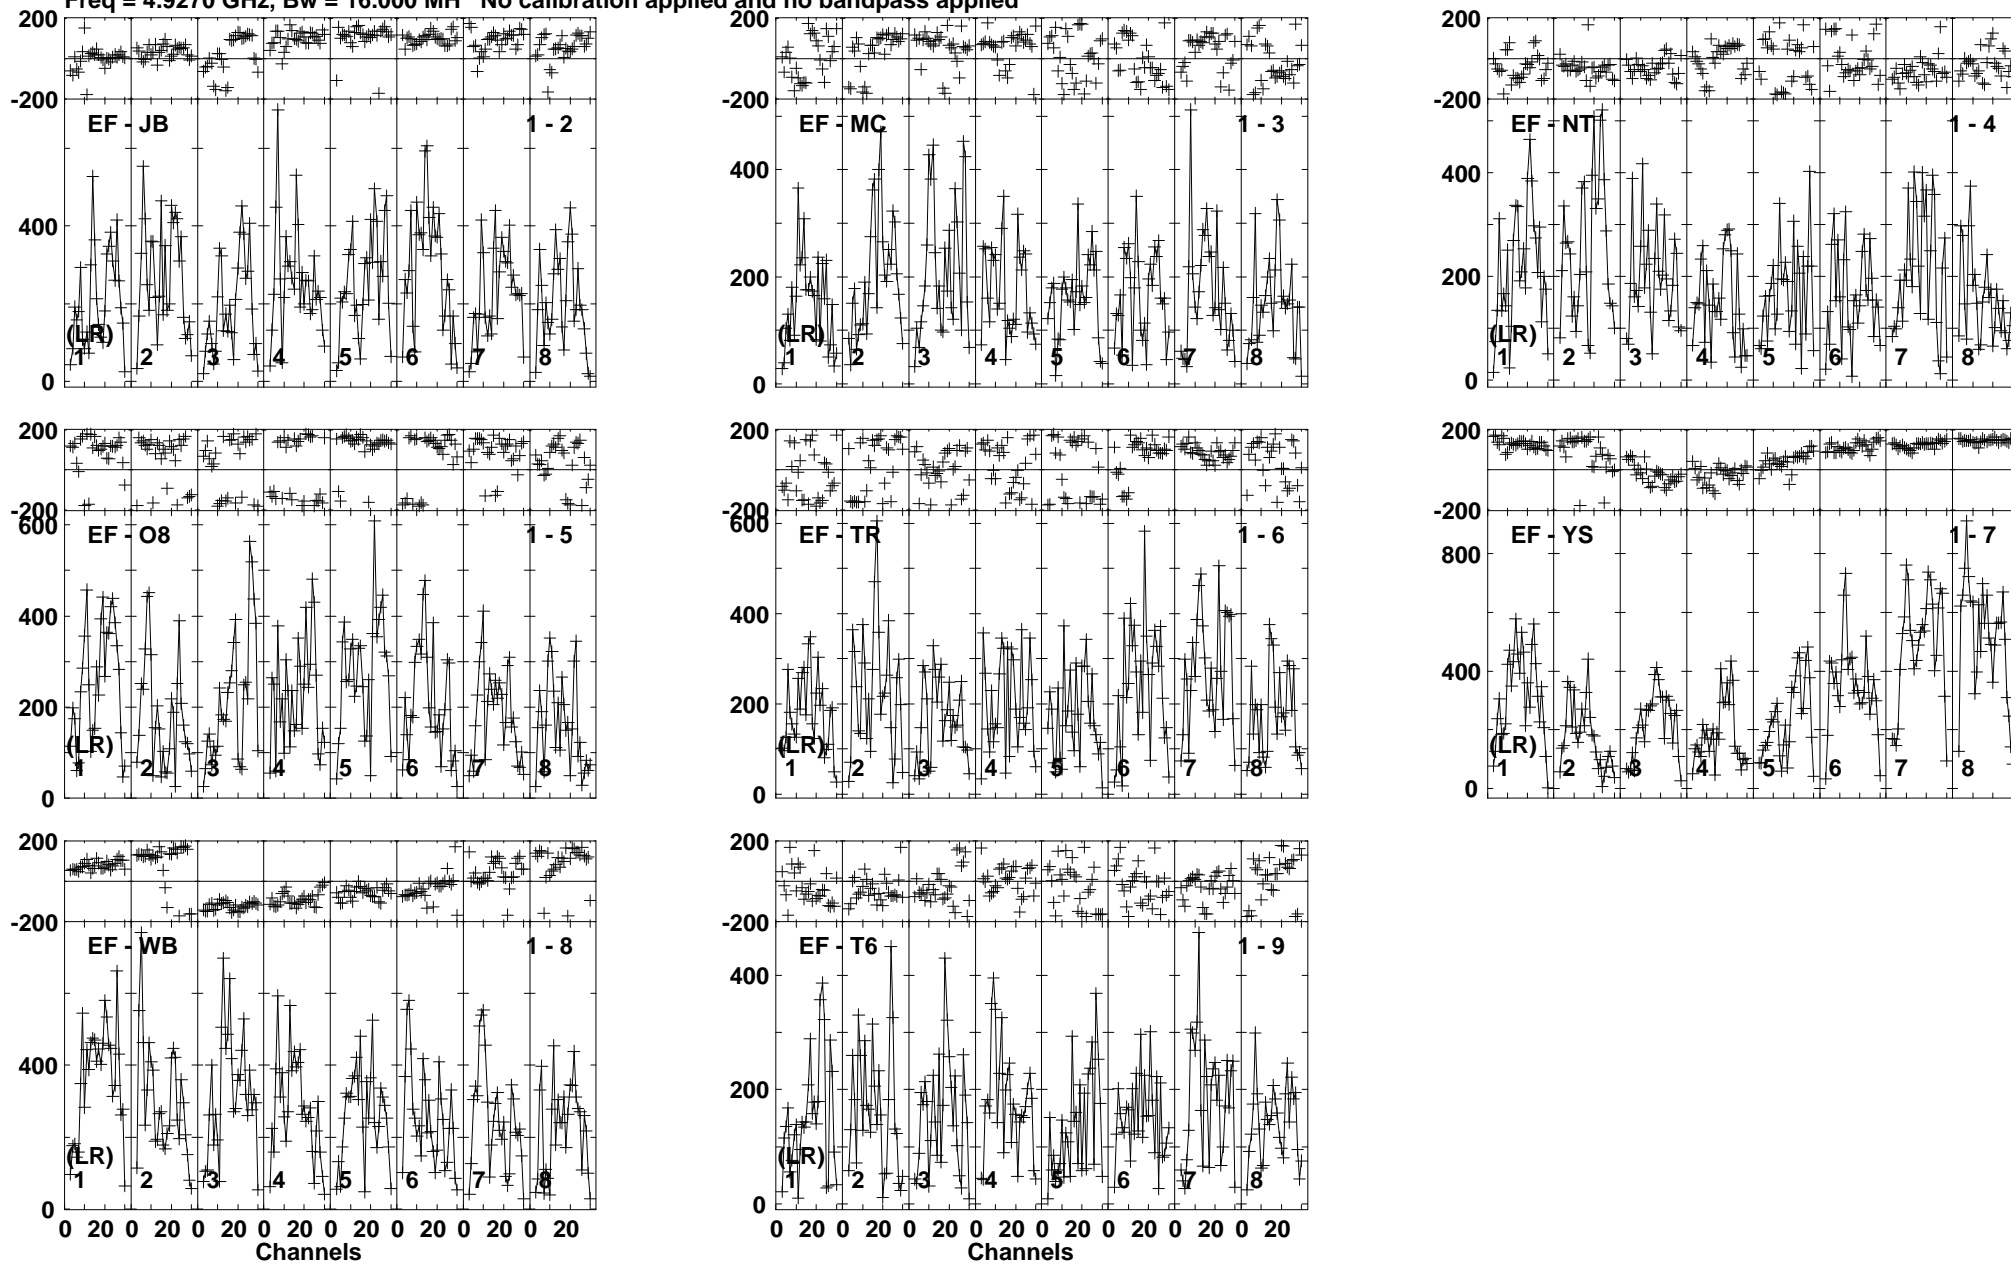 Freq = 4.9270 GHz, Bw = 16.000 MH No calibration applied and no bandpass applied
200
-200
EF - JB 1 - 2
400
(LR)
0
1 2 3 4 5 6 7 8
200
-200
EF - MC 1 - 3
400
200
(LR)
0
1 2 3 4 5 6 7 8
200
-200
EF - NT 1 - 4
400
200
(LR)
0
1 2 3 4 5 6 7 8
200
-200
600
EF - O8 1 - 5
400
200
(LR)
0
1 2 3 4 5 6 7 8
200
-200
600
EF - TR 1 - 6
400
200
(LR)
0
1 2 3 4 5 6 7 8
200
-200
EF - YS 1 - 7
800
400
(LR)
0
1 2 3 4 5 6 7 8
200
-200
EF - WB 1 - 8
400
(LR)
0
1 2 3 4 5 6 7 8
0 20 0 20 0 20 0 20 0 20 0 20 0 20 0 20
Channels
200
-200
EF - T6 1 - 9
400
200
(LR)
0
1 2 3 4 5 6 7 8
0 20 0 20 0 20 0 20 0 20 0 20 0 20 0 20
Channels